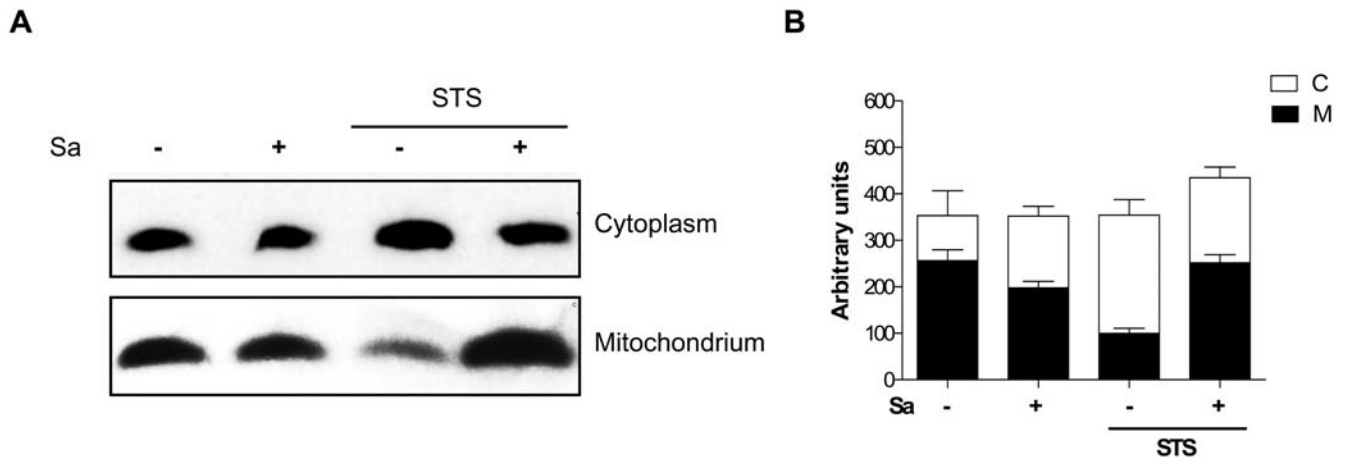 A
STS
Sa - + - +
Cytoplasm
Mitochondrium
B
C
M
Arbitrary units
600
500
400
300
200
100
0
Sa - + - +
STS